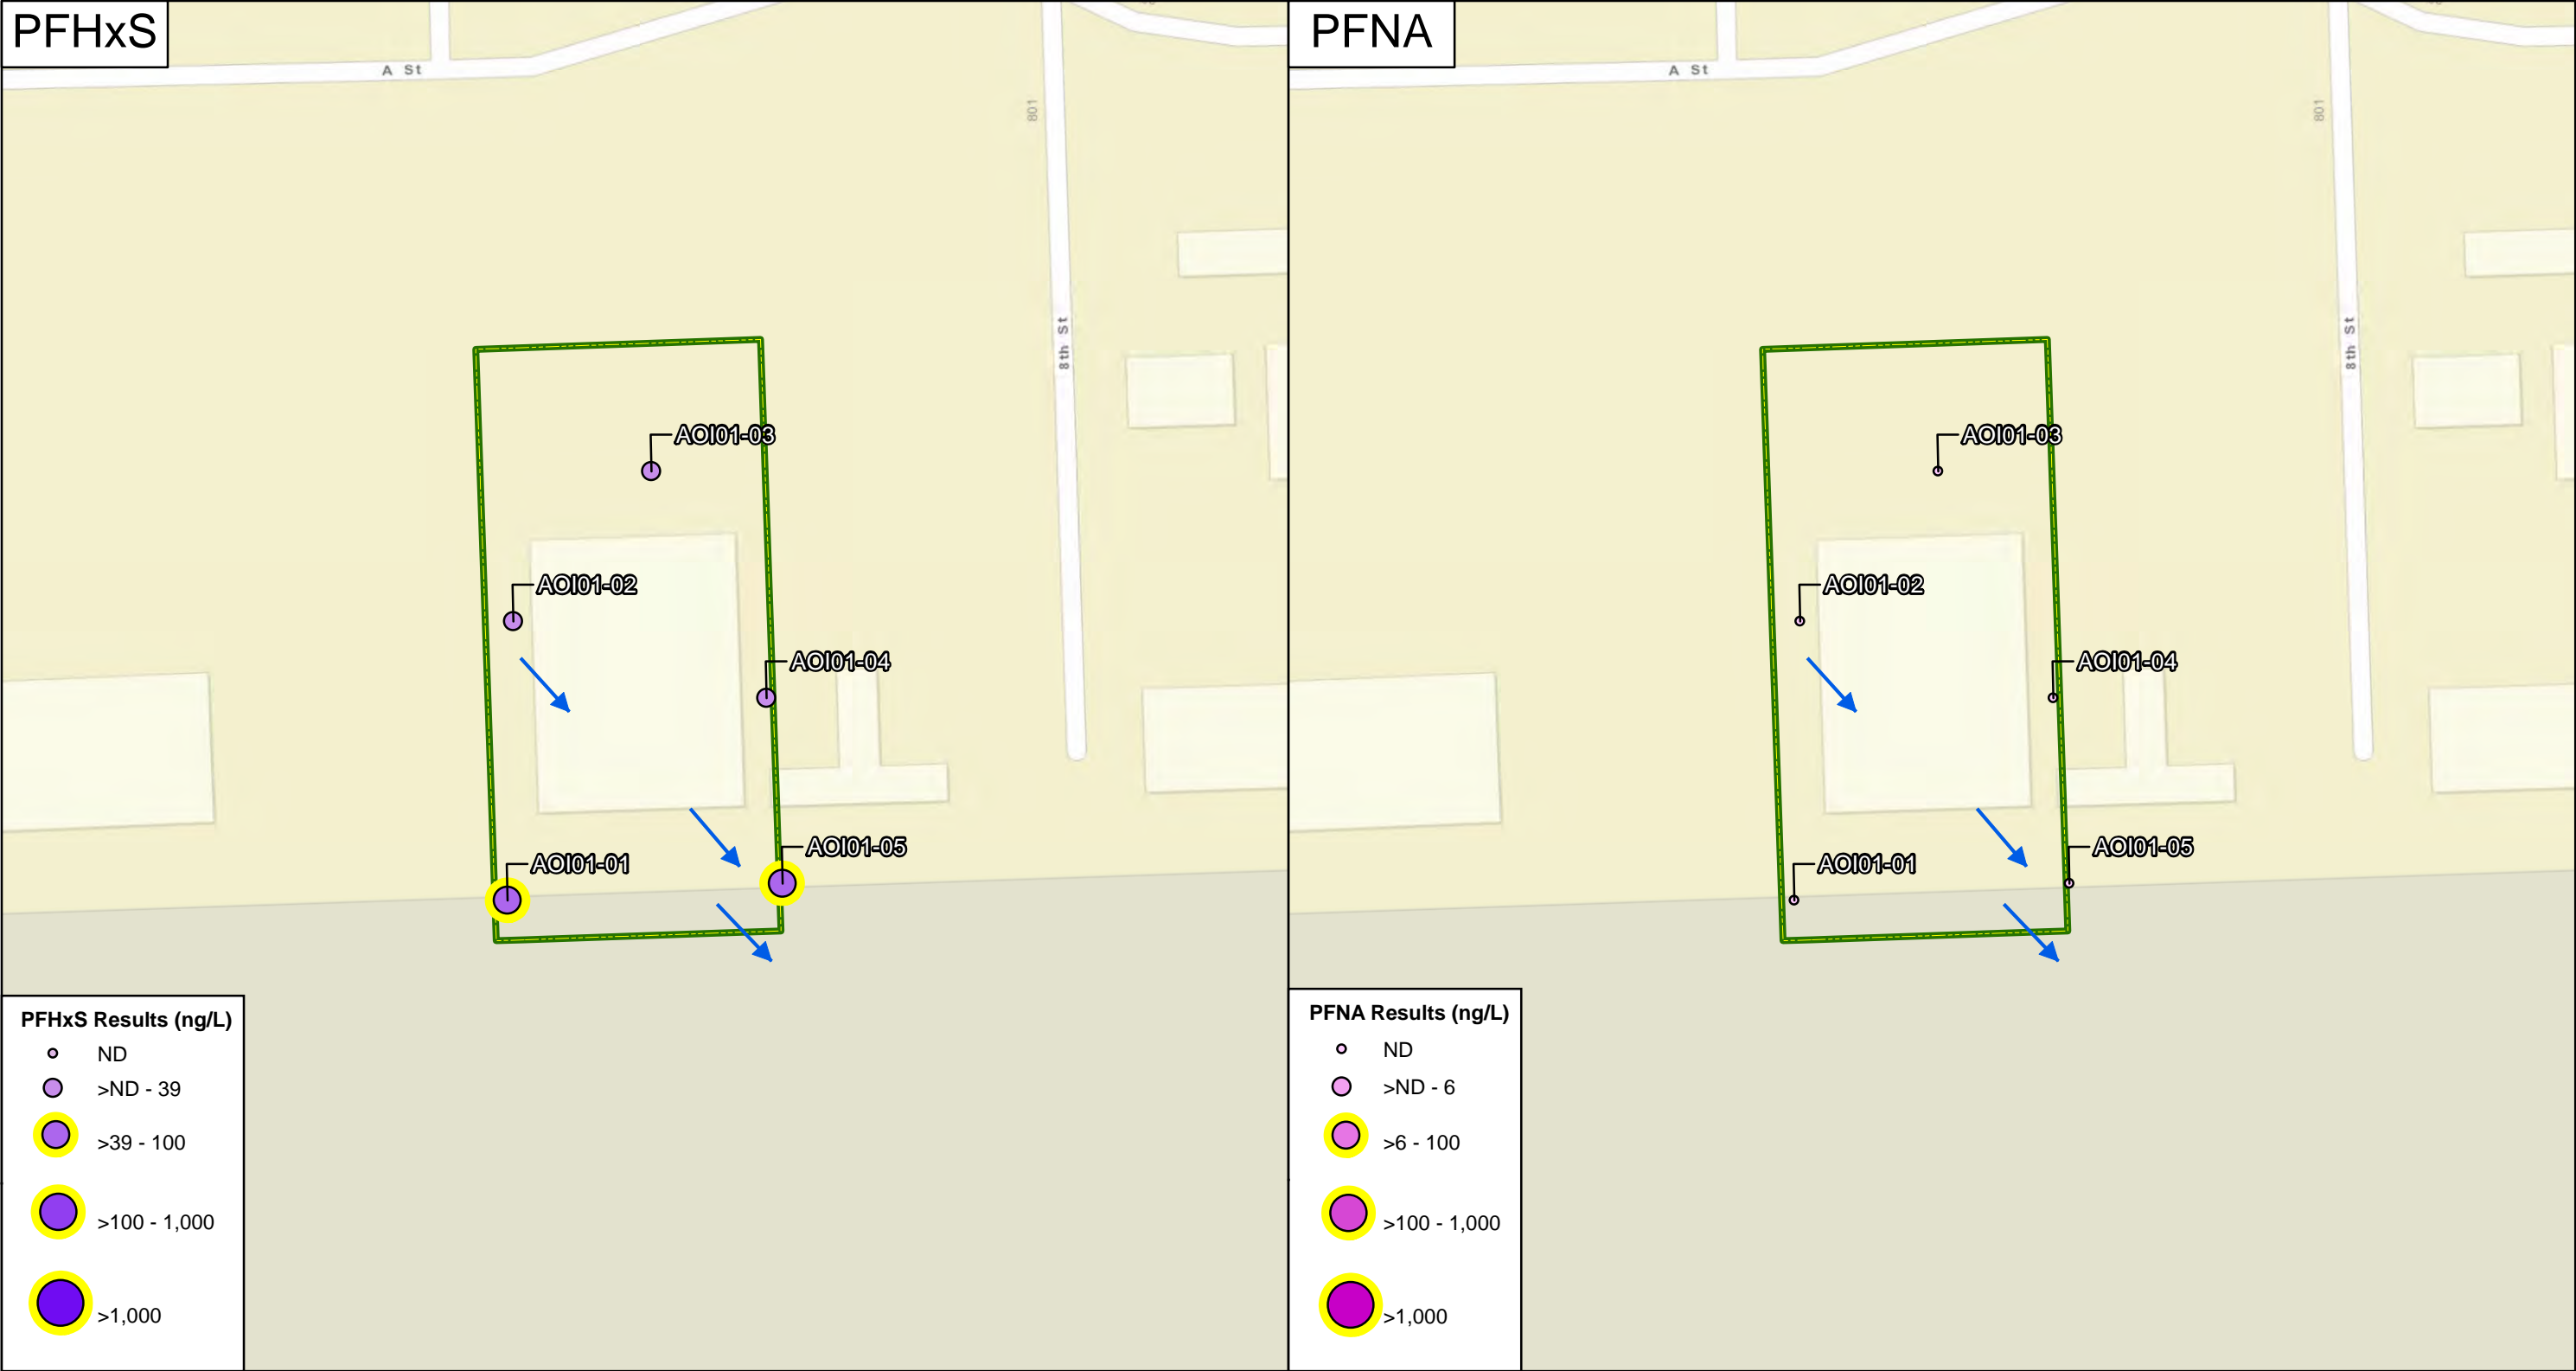 PFHxS
A St
801
8th St
AOI01-03
AOI01-02
AOI01-04
AOI01-05
AOI01-01
PFHxS Results (ng/L)
ND
>ND - 39
>39 - 100
>100 - 1,000
>1,000
PFNA
A St
801
8th St
AOI01-03
AOI01-02
AOI01-04
AOI01-05
AOI01-01
PFNA Results (ng/L)
ND
>ND - 6
>6 - 100
>100 - 1,000
>1,000